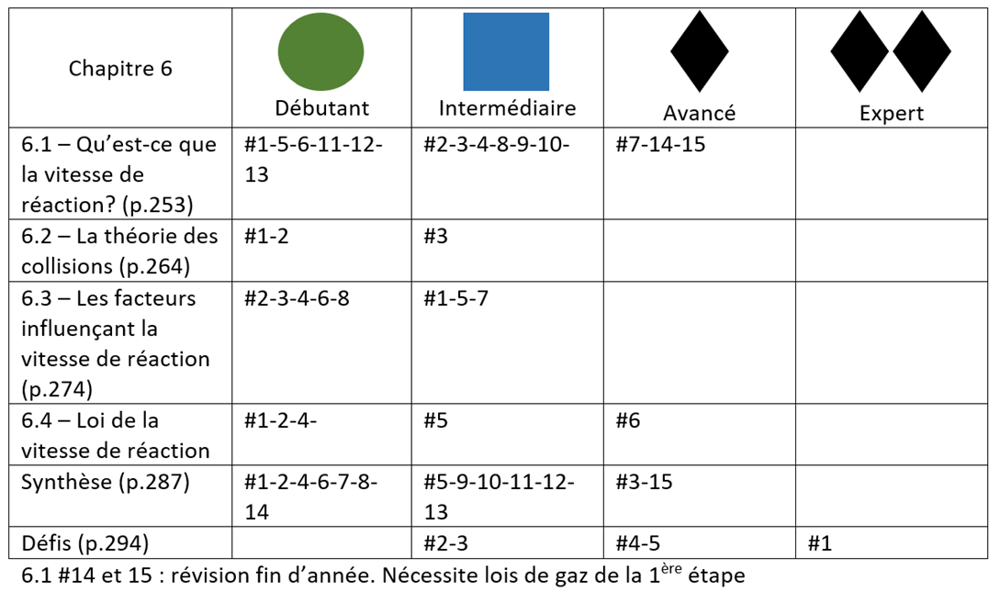 Chapitre 6
Débutant
Intermédiaire
Avancé
Expert
6.1 – Qu’est-ce que
la vitesse de
réaction? (p.253)
#1-5-6-11-12-
13
#2-3-4-8-9-10-
#7-14-15
6.2 – La théorie des
collisions (p.264)
#1-2
#3
6.3 – Les facteurs
influençant la
vitesse de réaction
(p.274)
#2-3-4-6-8
#1-5-7
6.4 – Loi de la
vitesse de réaction
#1-2-4-
#5
#6
Synthèse (p.287)
#1-2-4-6-7-8-
14
#5-9-10-11-12-
13
#3-15
Défis (p.294)
#2-3
#4-5
#1
6.1 #14 et 15 : révision fin d’année. Nécessite lois de gaz de la 1ère étape